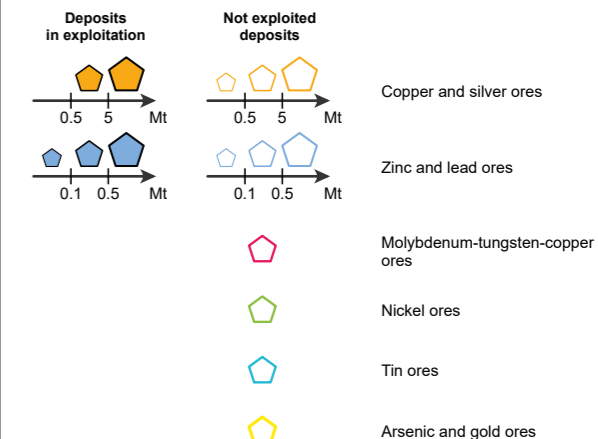 Deposits
in exploitation
Not exploited
deposits
0.5 5 Mt
0.5 5 Mt
Copper and silver ores
0.1 0.5 Mt
0.1 0.5 Mt
Zinc and lead ores
Molybdenum-tungsten-copper
ores
Nickel ores
Tin ores
Arsenic and gold ores